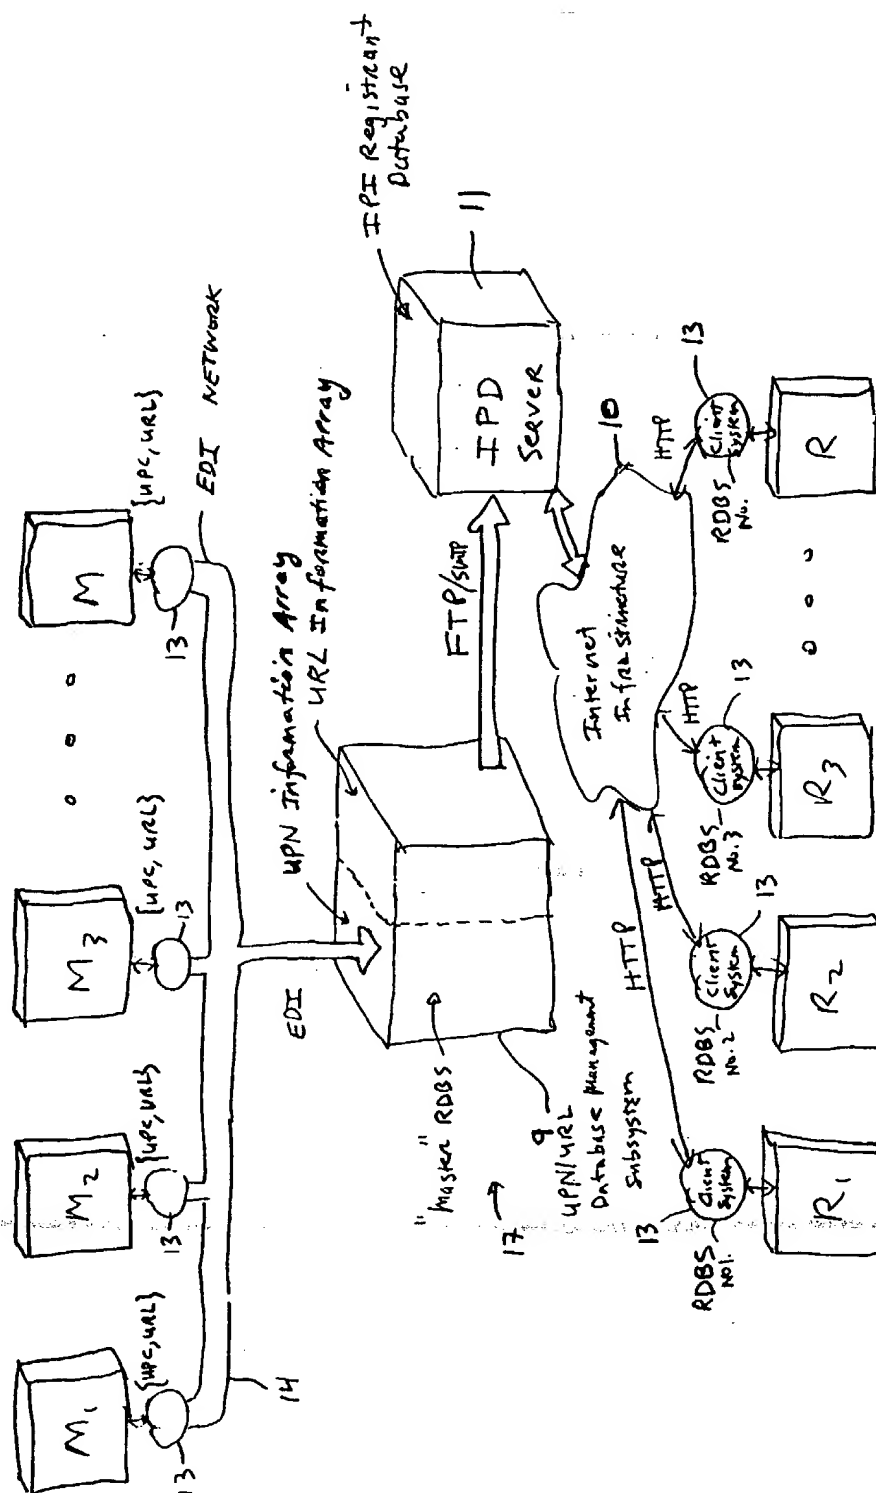 M1
M2
M3
M
{UPC, URL}
{UPC, URL}
{UPC, URL}
{UPC, URL}
13
13
13
13
14
EDI NETWORK
EDI
UPN Information Array
URL Information Array
"Master" RDBS
17
9
UPN/URL
Database Management
Subsystem
FTP/SMTP
IPI Registrant
Database
11
IPD
Server
10
Internet
Infrastructure
HTTP
HTTP
HTTP
HTTP
13
13
13
13
Client
System
Client
System
Client
System
Client
System
RDBS
No1.
RDBS
No.2
RDBS
No.3
RDBS
No.
R1
R2
R3
R